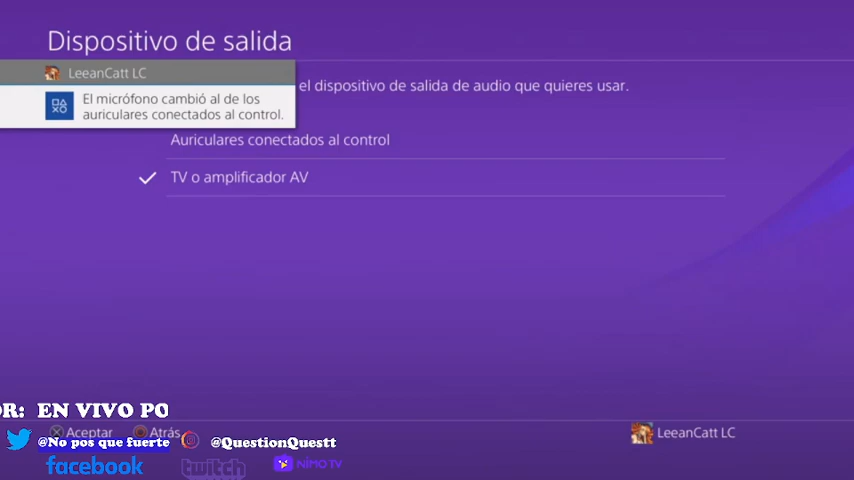 Dispositivo de salida
LeeanCatt LC
El micrófono cambió al de los
auriculares conectados al control.
el dispositivo de salida de audio que quieres usar.
Auriculares conectados al control
TV o amplificador AV
OR: EN VIVO PO
Aceptar Atrás
LeeanCatt LC
@No pos que fuerte @QuestionQuestt
facebook twitch NIMO TV